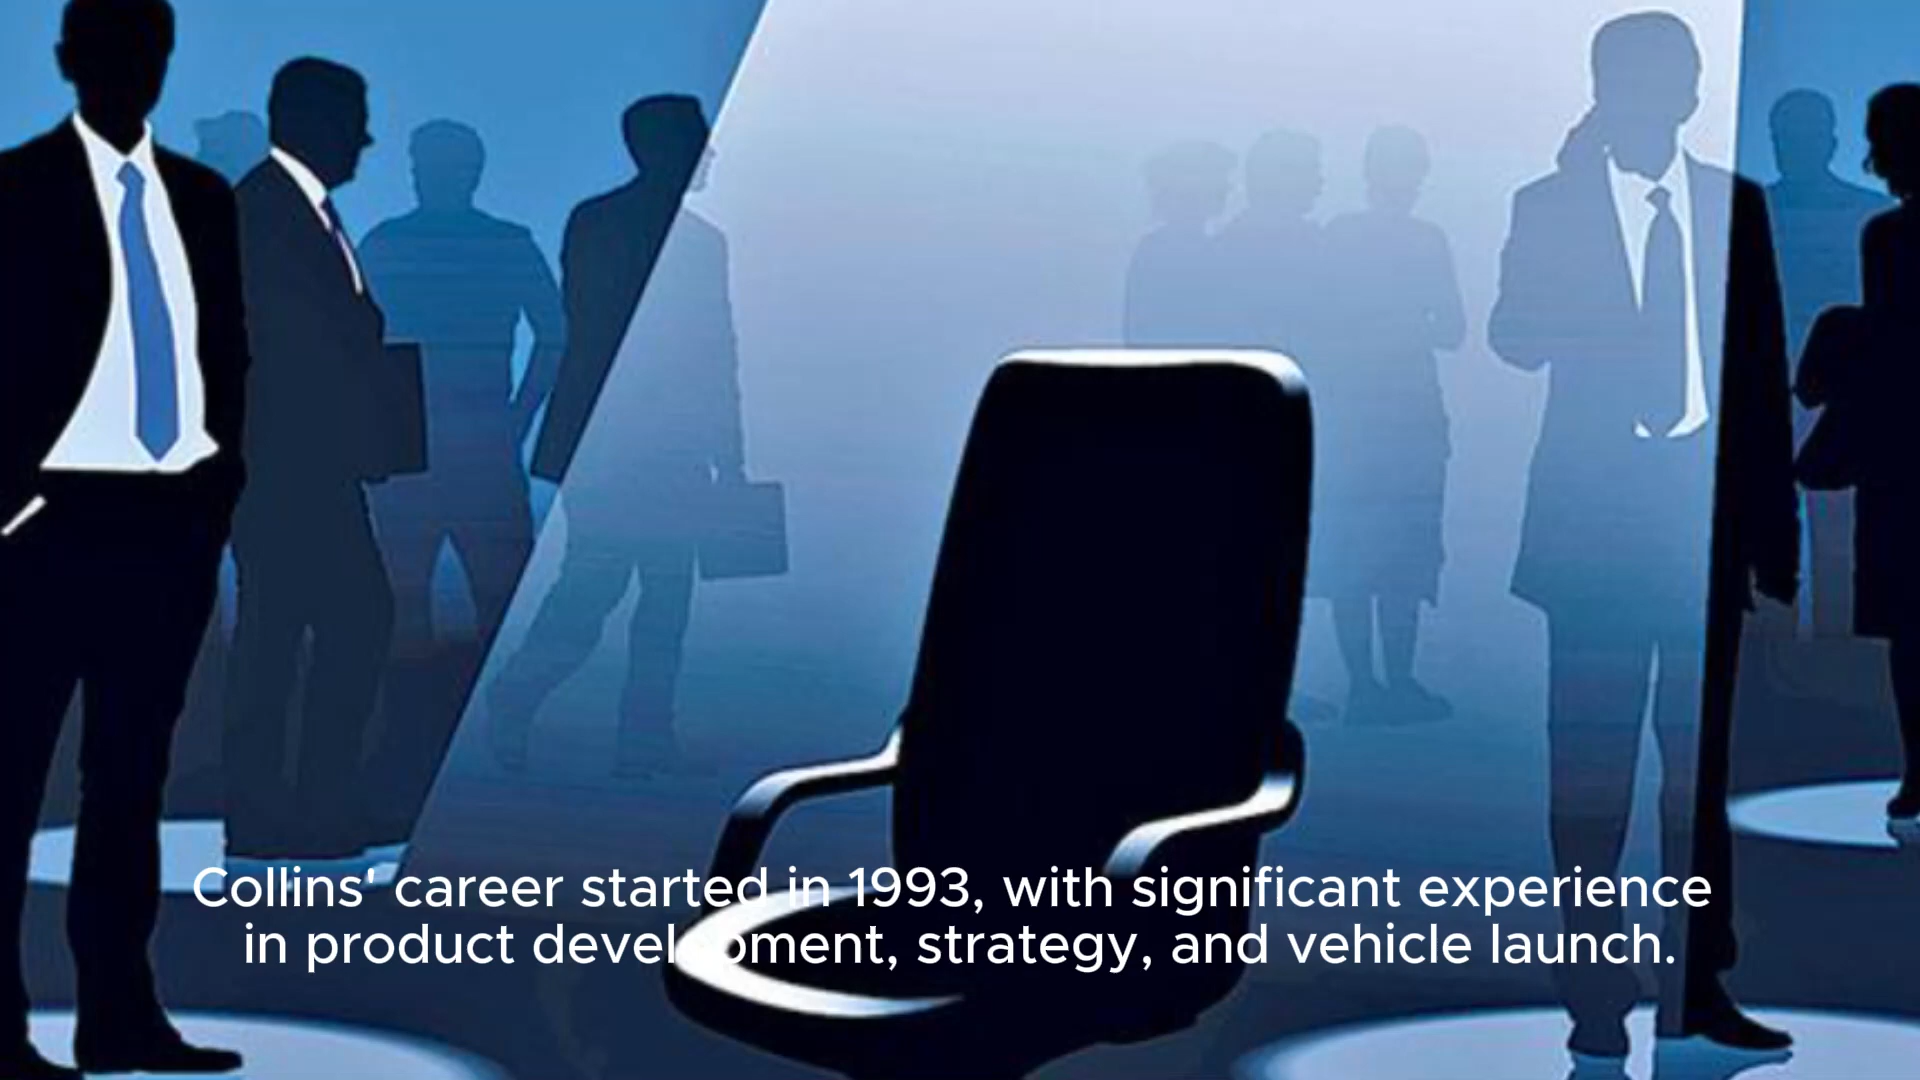 Collins' career started in 1993, with significant experience
in product development, strategy, and vehicle launch.